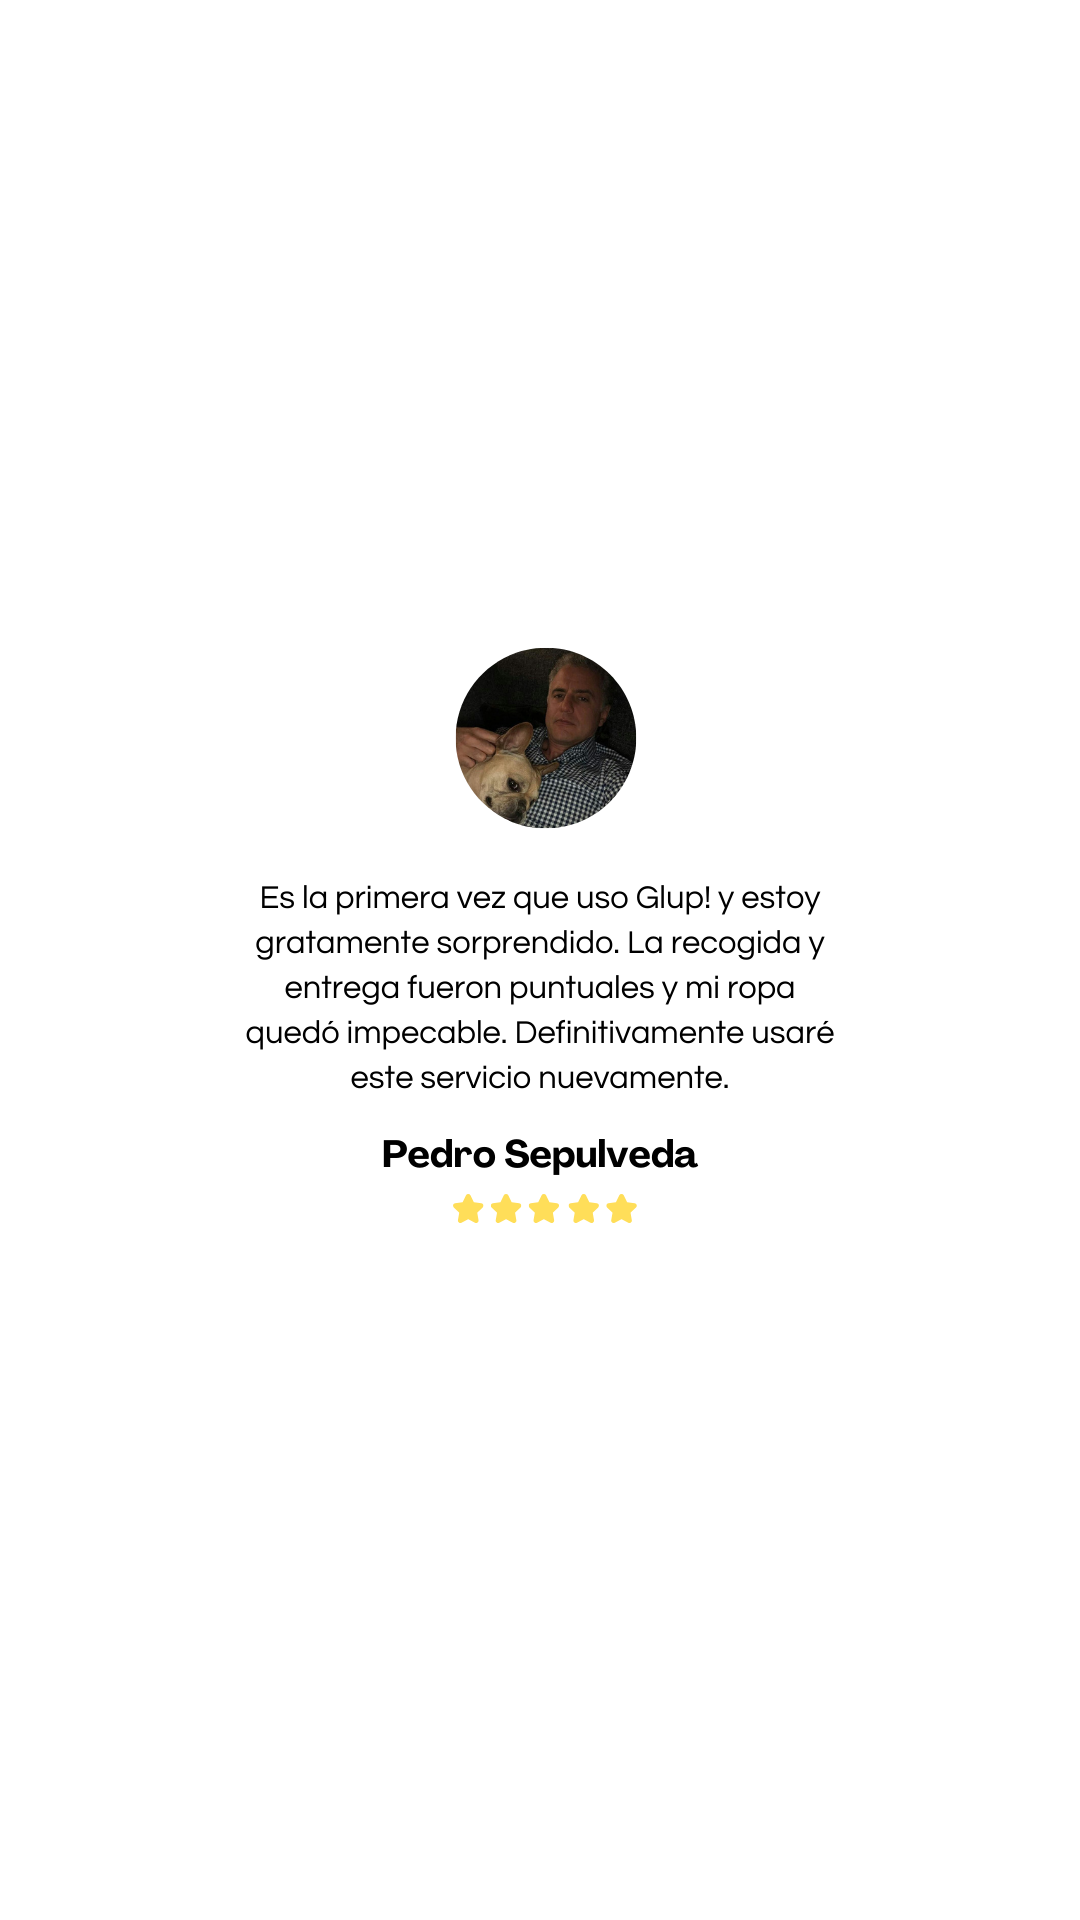 Es la primera vez que uso Glup! y estoy
gratamente sorprendido. La recogida y
entrega fueron puntuales y mi ropa
quedó impecable. Definitivamente usaré
este servicio nuevamente.
Pedro Sepulveda